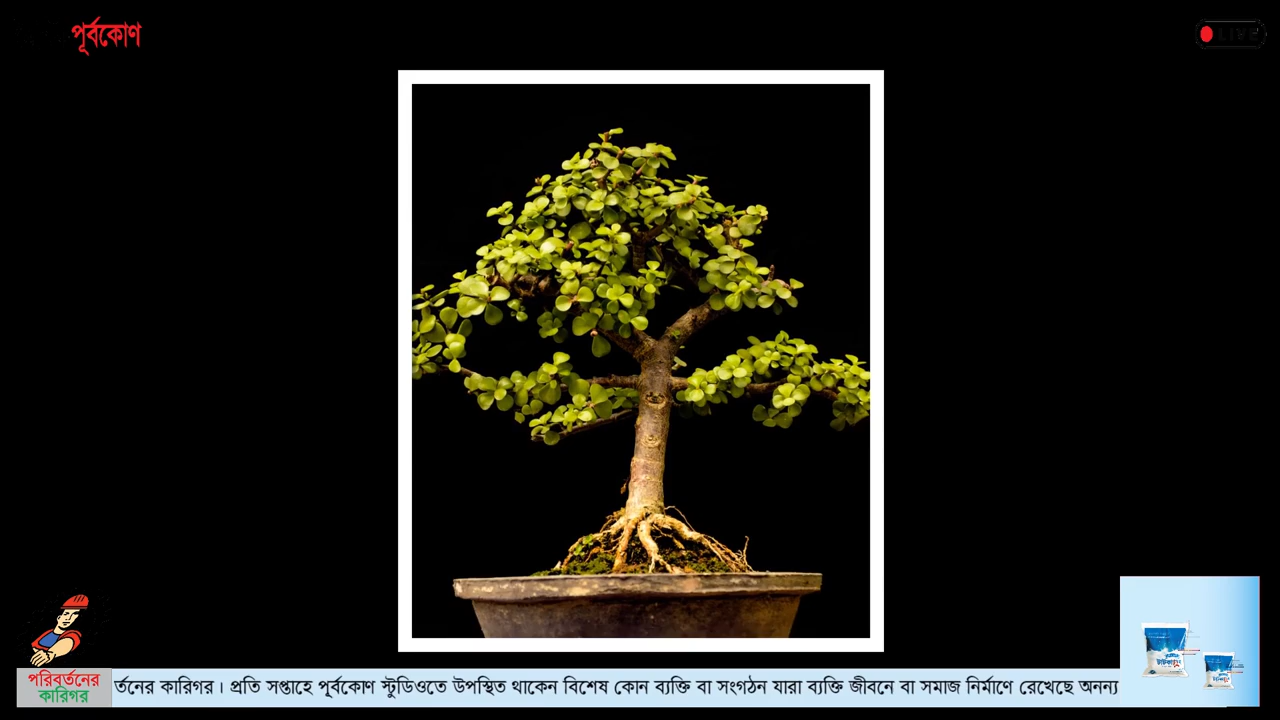 পূর্বকোণ
LIVE
পরিবর্তনের
কারিগর
র্তনের কারিগর। প্রতি সপ্তাহে পূর্বকোণ স্টুডিওতে উপস্থিত থাকেন বিশেষ কোন ব্যক্তি বা সংগঠন যারা ব্যক্তি জীবনে বা সমাজ নির্মাণে রেখেছে অনন্য